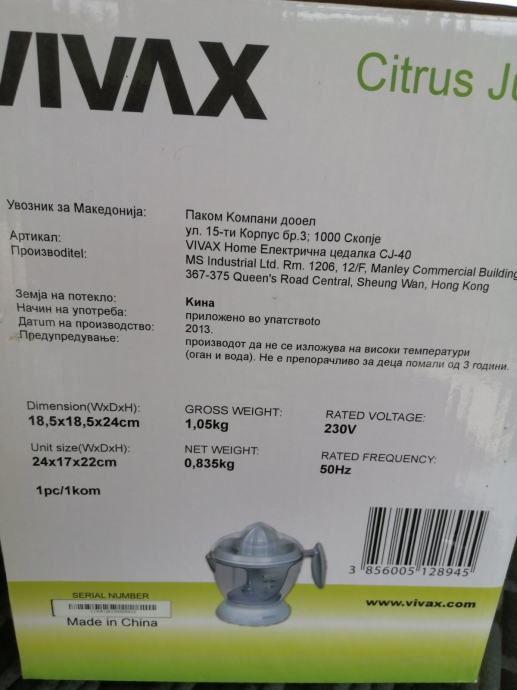 VIVAX
Citrus Ju
Увозник за Македонија:
Паком Компани дооел
ул. 15-ти Корпус бр.3; 1000 Скопје
Артикал:
VIVAX Home Електрична цедалка CJ-40
Производitel:
MS Industrial Ltd. Rm. 1206, 12/F, Manley Commercial Building
367-375 Queen's Road Central, Sheung Wan, Hong Kong
Земја на потекло:
Кина
Начин на употреба:
приложено во упатствоto
Датum на производство:
2013.
Предупредување:
производот да не се изложува на високи температури
(оган и вода). Не е препорачливо за деца помали од 3 години.
Dimension(WxDxH):
18,5x18,5x24cm
GROSS WEIGHT:
1,05kg
RATED VOLTAGE:
230V
Unit size(WxDxH):
24x17x22cm
NET WEIGHT:
0,835kg
RATED FREQUENCY:
50Hz
1pc/1kom
3 856005 128945
SERIAL NUMBER
Made in China
www.vivax.com